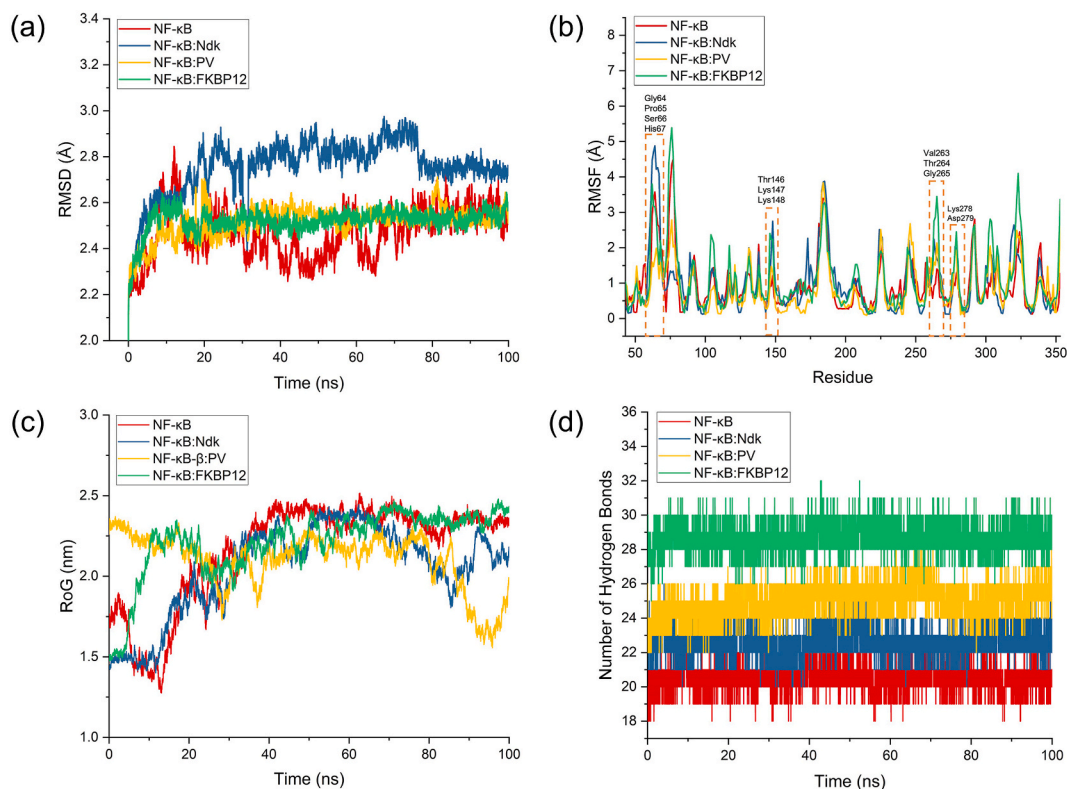 (a)
NF-κB
NF-κB:Ndk
NF-κB:PV
NF-κB:FKBP12
3.4
3.2
3.0
2.8
2.6
2.4
2.2
2.0
RMSD (Å)
0 20 40 60 80 100
Time (ns)
(b)
NF-κB
NF-κB:Ndk
NF-κB:PV
NF-κB:FKBP12
Gly64
Pro65
Ser66
His67
Thr146
Lys147
Lys148
Val263
Thr264
Gly265
Lys278
Asp279
8
7
6
5
4
3
2
1
0
RMSF (Å)
50 100 150 200 250 300 350
Residue
(c)
NF-κB
NF-κB:Ndk
NF-κB-β:PV
NF-κB:FKBP12
3.0
2.5
2.0
1.5
1.0
RoG (nm)
0 20 40 60 80 100
Time (ns)
(d)
NF-κB
NF-κB:Ndk
NF-κB:PV
NF-κB:FKBP12
36
34
32
30
28
26
24
22
20
18
Number of Hydrogen Bonds
0 20 40 60 80 100
Time (ns)